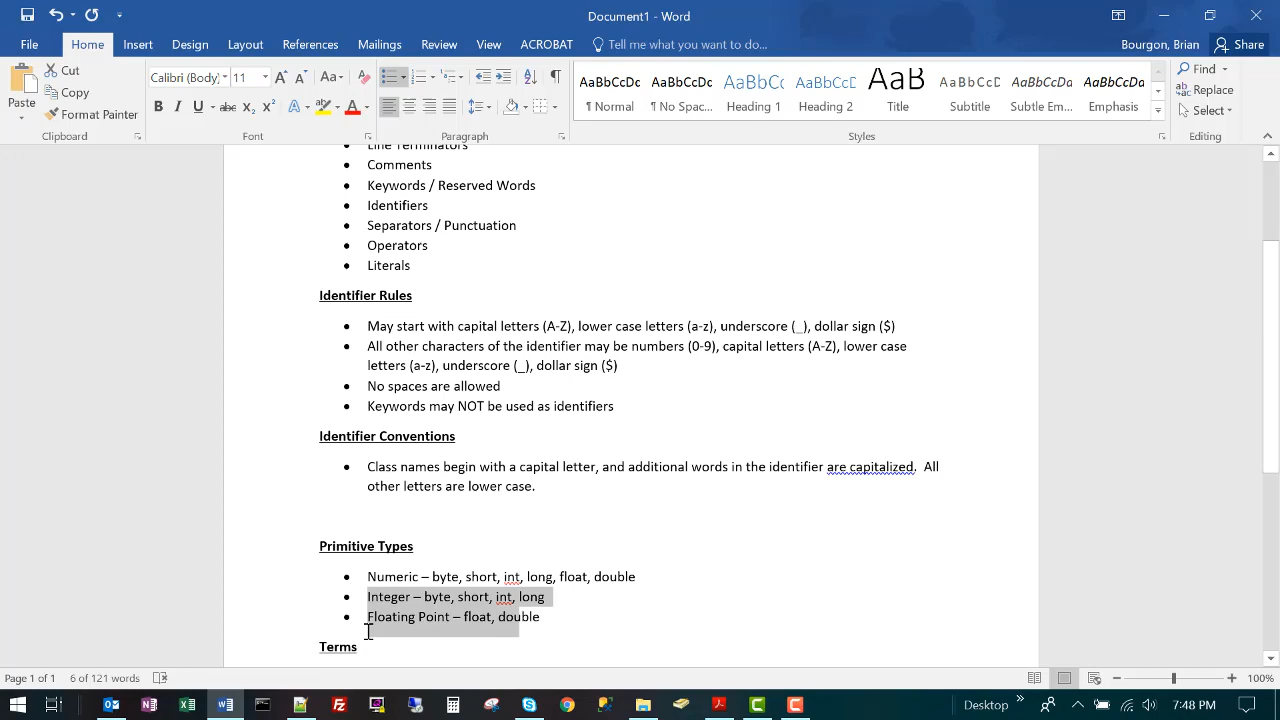 Document1 - Word
File Home Insert Design Layout References Mailings Review View ACROBAT Tell me what you want to do... Bourgon, Brian Share
Paste Cut Copy Format Painter
Clipboard
Calibri (Body) 11
Font
Paragraph
AaBbCcDc AaBbCcDc AaBbCcD AaBbCcD AaB AaBbCcD AaBbCcDc AaBbCcDc
¶ Normal ¶ No Spac... Heading 1 Heading 2 Title Subtitle Subtle Em... Emphasis
Styles
Find Replace Select
Editing
• Line Terminators
• Comments
• Keywords / Reserved Words
• Identifiers
• Separators / Punctuation
• Operators
• Literals
Identifier Rules
• May start with capital letters (A-Z), lower case letters (a-z), underscore (_), dollar sign ($)
• All other characters of the identifier may be numbers (0-9), capital letters (A-Z), lower case
letters (a-z), underscore (_), dollar sign ($)
• No spaces are allowed
• Keywords may NOT be used as identifiers
Identifier Conventions
• Class names begin with a capital letter, and additional words in the identifier are capitalized. All
other letters are lower case.
Primitive Types
• Numeric – byte, short, int, long, float, double
• Integer – byte, short, int, long
• Floating Point – float, double
Terms
Page 1 of 1 6 of 121 words 100%
Desktop 7:48 PM